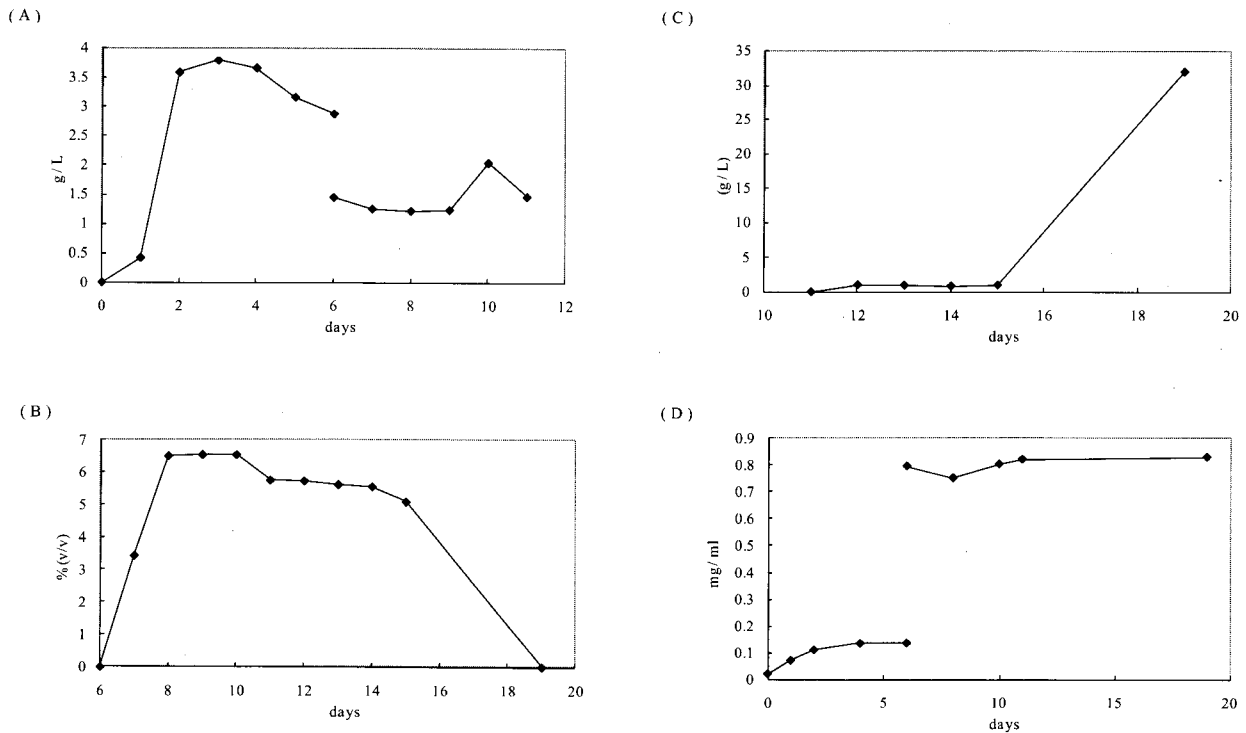 ( A )
4
3.5
3
2.5
2
1.5
1
0.5
0
g / L
0 2 4 6 8 10 12
days
( B )
7
6
5
4
3
2
1
0
% (v/v)
6 8 10 12 14 16 18 20
days
( C )
35
30
25
20
15
10
5
0
(g / L)
10 12 14 16 18 20
days
( D )
0.9
0.8
0.7
0.6
0.5
0.4
0.3
0.2
0.1
0
mg/ml
0 5 10 15 20
days